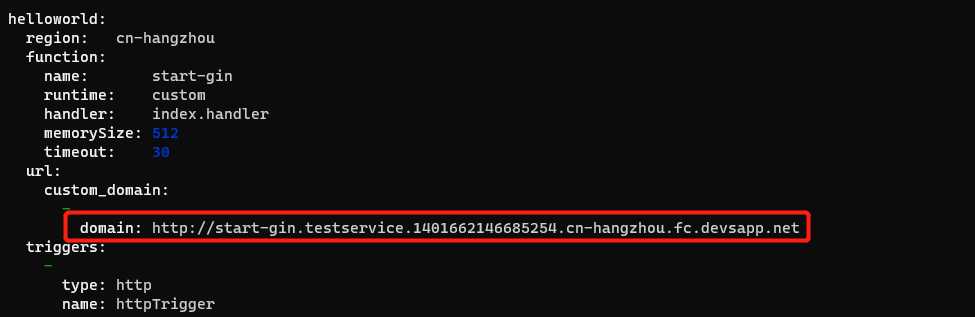 helloworld:
  region:   cn-hangzhou
  function:
    name:       start-gin
    runtime:    custom
    handler:    index.handler
    memorySize: 512
    timeout:    30
  url:
    custom_domain:
      -
        domain: http://start-gin.testservice.1401662146685254.cn-hangzhou.fc.devsapp.net
  triggers:
    -
      type: http
      name: httpTrigger